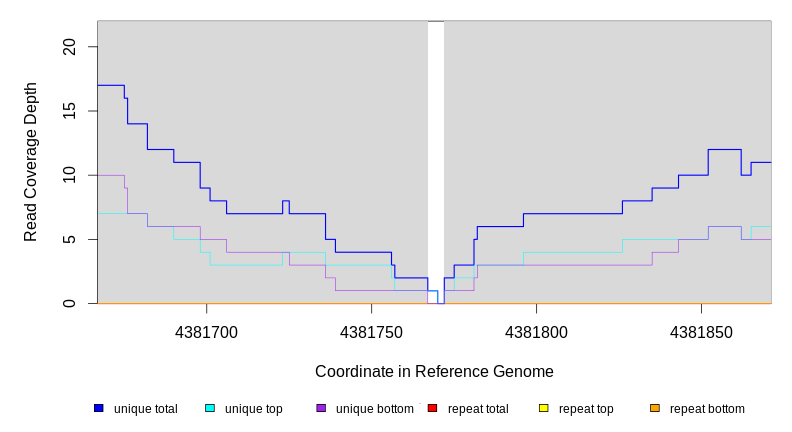 20
15
10
5
0
Read Coverage Depth
4381700 4381750 4381800 4381850
Coordinate in Reference Genome
unique total unique top unique bottom repeat total repeat top repeat bottom